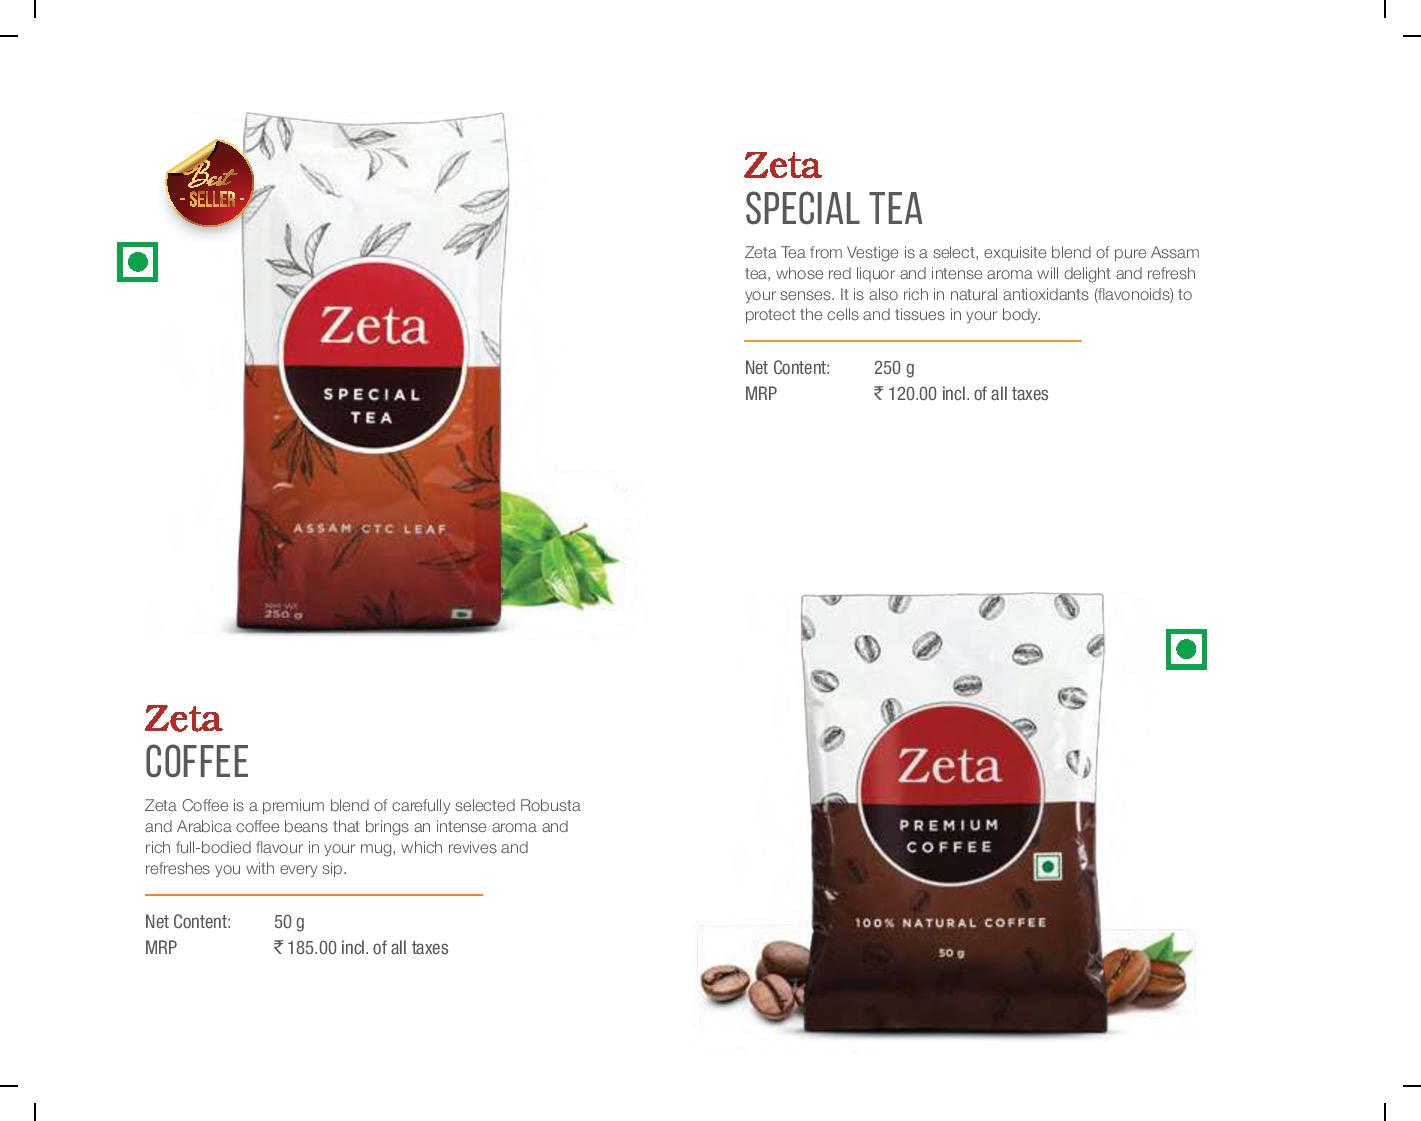 Best
- SELLER -
Zeta
SPECIAL
TEA
ASSAM CTC LEAF
NET WT.
250 g
Zeta
SPECIAL TEA
Zeta Tea from Vestige is a select, exquisite blend of pure Assam
tea, whose red liquor and intense aroma will delight and refresh
your senses. It is also rich in natural antioxidants (flavonoids) to
protect the cells and tissues in your body.
Net Content: 250 g
MRP ₹ 120.00 incl. of all taxes
Zeta
COFFEE
Zeta Coffee is a premium blend of carefully selected Robusta
and Arabica coffee beans that brings an intense aroma and
rich full-bodied flavour in your mug, which revives and
refreshes you with every sip.
Net Content: 50 g
MRP ₹ 185.00 incl. of all taxes
Zeta
PREMIUM
COFFEE
100% NATURAL COFFEE
50 g